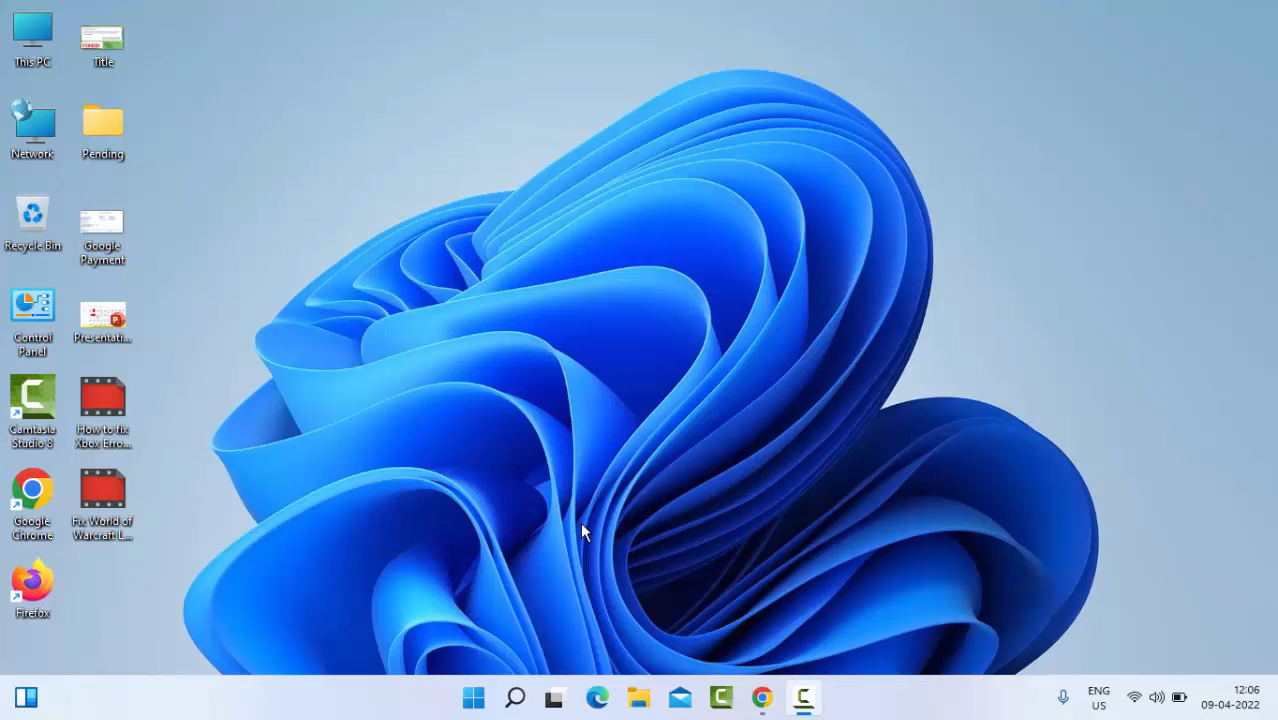 This PC
Title
Network
Pending
Recycle Bin
Google
Payment
Control
Panel
Presentati...
Camtasia
Studio 8
How to fix
Xbox Erro...
Google
Chrome
Fix World of
Warcraft L...
Firefox
ENG
US
12:06
09-04-2022